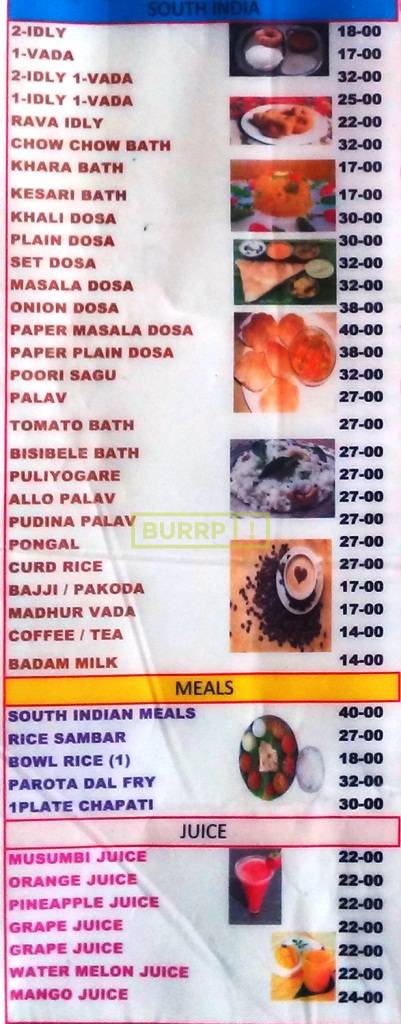 SOUTH INDIA
2-IDLY 18-00
1-VADA 17-00
2-IDLY 1-VADA 32-00
1-IDLY 1-VADA 25-00
RAVA IDLY 22-00
CHOW CHOW BATH 32-00
KHARA BATH 17-00
KESARI BATH 17-00
KHALI DOSA 30-00
PLAIN DOSA 30-00
SET DOSA 32-00
MASALA DOSA 32-00
ONION DOSA 38-00
PAPER MASALA DOSA 40-00
PAPER PLAIN DOSA 38-00
POORI SAGU 32-00
PALAV 27-00
TOMATO BATH 27-00
BISIBELE BATH 27-00
PULIYOGARE 27-00
ALLO PALAV 27-00
PUDINA PALAV 27-00
BURRP!
PONGAL 27-00
CURD RICE 27-00
BAJJI / PAKODA 17-00
MADHUR VADA 17-00
COFFEE / TEA 14-00
BADAM MILK 14-00
MEALS
SOUTH INDIAN MEALS 40-00
RICE SAMBAR 27-00
BOWL RICE (1) 18-00
PAROTA DAL FRY 32-00
1PLATE CHAPATI 30-00
JUICE
MUSUMBI JUICE 22-00
ORANGE JUICE 22-00
PINEAPPLE JUICE 22-00
GRAPE JUICE 22-00
GRAPE JUICE 22-00
WATER MELON JUICE 22-00
MANGO JUICE 24-00